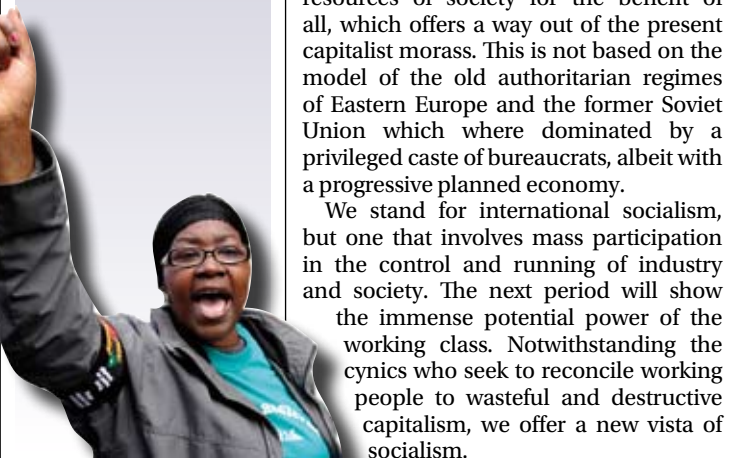 resources of society for the benefit of
all, which offers a way out of the present
capitalist morass. This is not based on the
model of the old authoritarian regimes
of Eastern Europe and the former Soviet
Union which where dominated by a
privileged caste of bureaucrats, albeit with
a progressive planned economy.
We stand for international socialism,
but one that involves mass participation
in the control and running of industry
and society. The next period will show
the immense potential power of the
working class. Notwithstanding the
cynics who seek to reconcile working
people to wasteful and destructive
capitalism, we offer a new vista of
socialism.